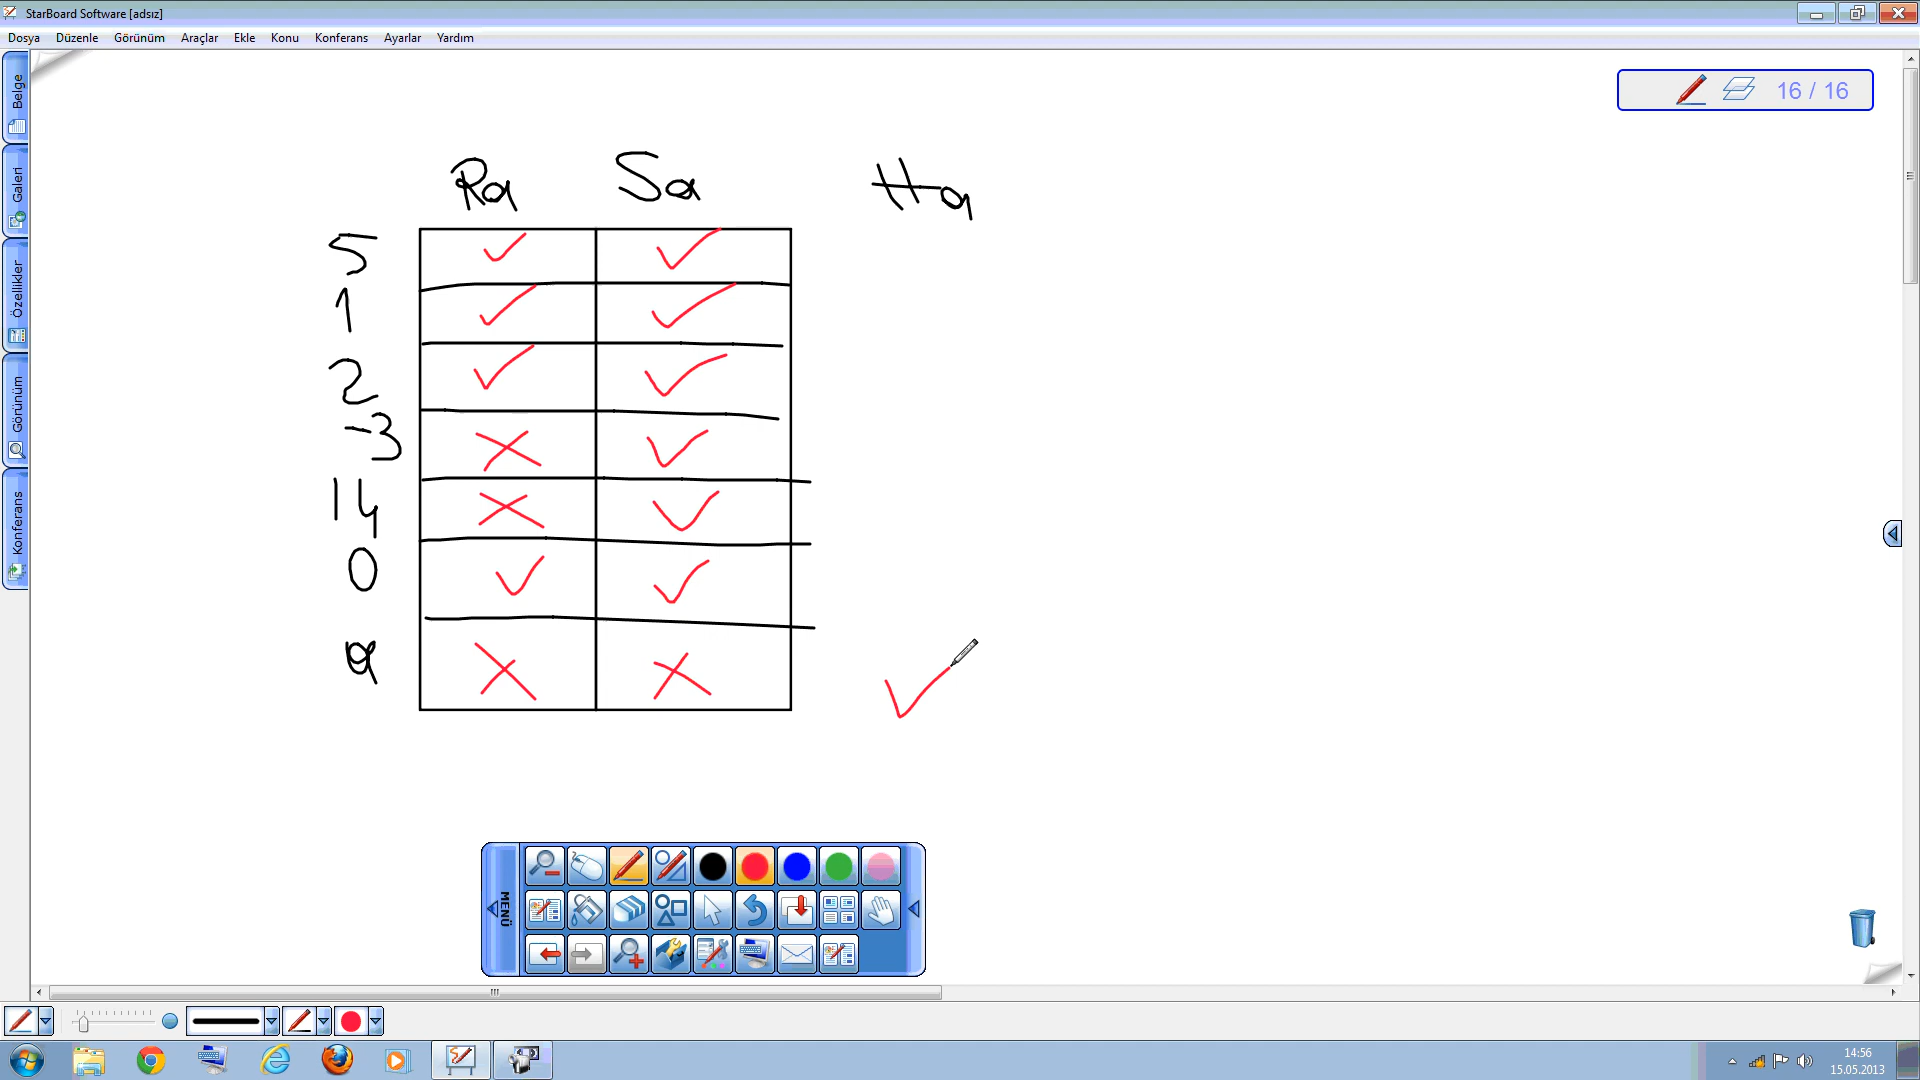 StarBoard Software [adsız]
Dosya Düzenle Görünüm Araçlar Ekle Konu Konferans Ayarlar Yardım
Belge
Galeri
Özellikler
Görünüm
Konferans
16 / 16
Ra Sa Ha
5
1
2
-3
14
0
a
MENÜ
14:56
15.05.2013